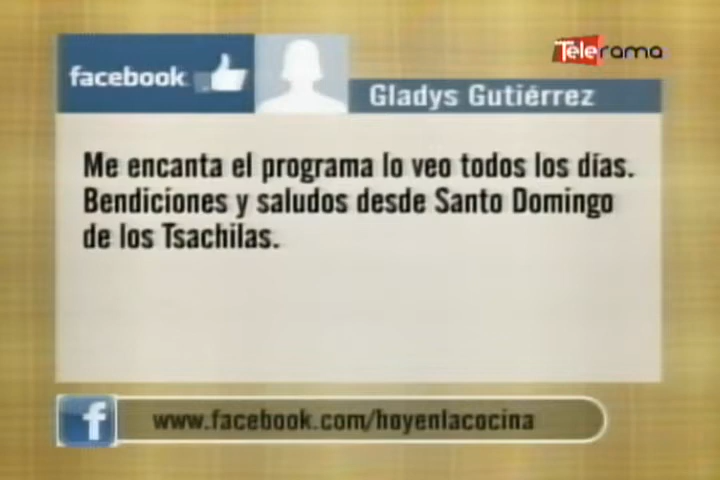 facebook
Telerama
Gladys Gutiérrez
Me encanta el programa lo veo todos los días.
Bendiciones y saludos desde Santo Domingo
de los Tsachilas.
f www.facebook.com/hoyenlacocina